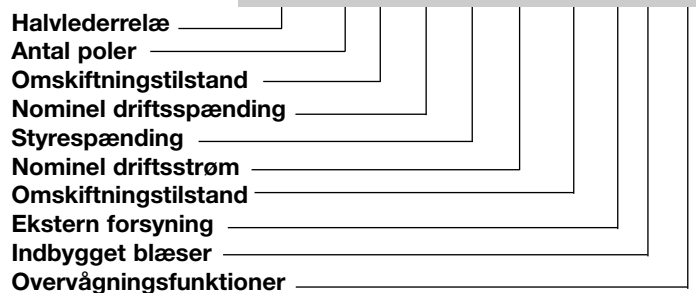 Halvlederrelæ
Antal poler
Omskiftningstilstand
Nominel driftsspænding
Styrespænding
Nominel driftsstrøm
Omskiftningstilstand
Ekstern forsyning
Indbygget blæser
Overvågningsfunktioner